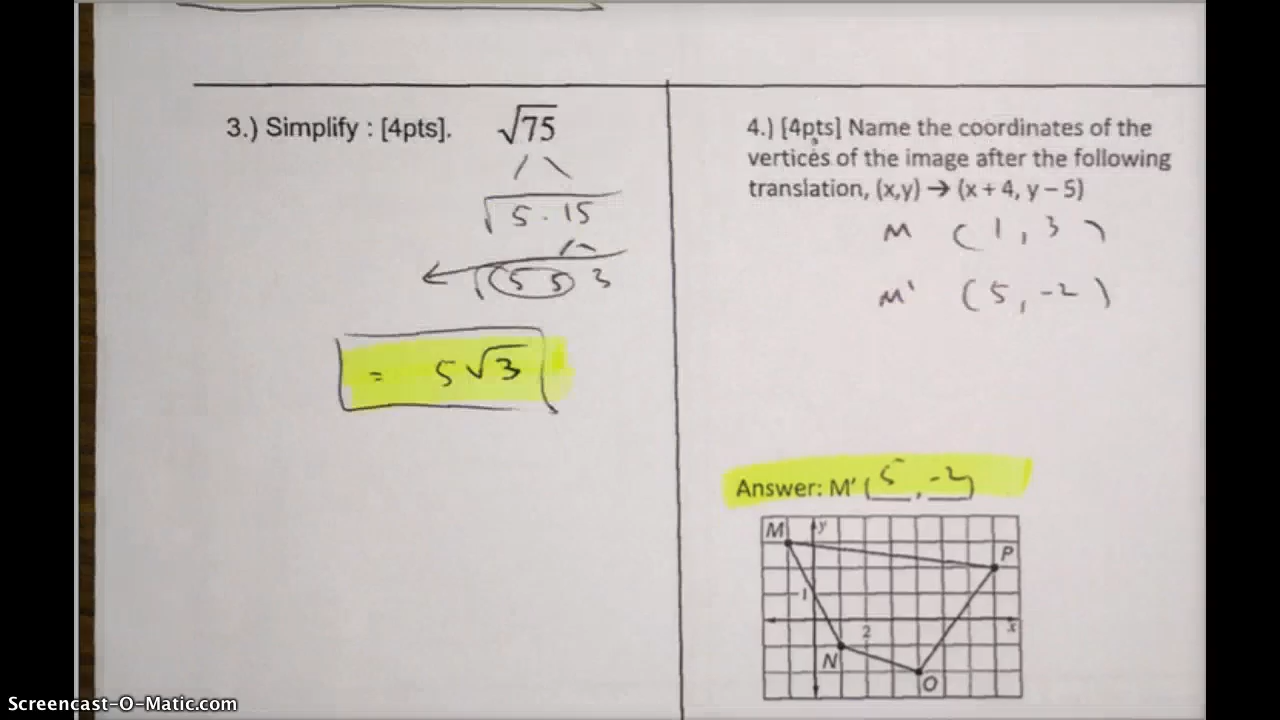 3.) Simplify : [4pts]. √75
√5 · 15
√5 5 3
= 5√3
4.) [4pts] Name the coordinates of the
vertices of the image after the following
translation, (x,y) → (x + 4, y – 5)
M (1, 3)
M' (5, -2)
Answer: M' (5, -2)
M y
P
-1
2 x
N
O
Screencast-O-Matic.com